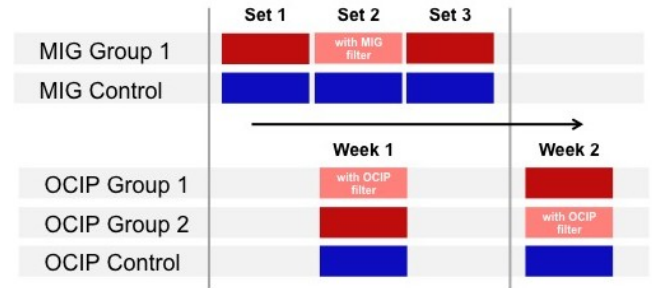 Set 1 Set 2 Set 3
MIG Group 1
with MIG
filter
MIG Control
Week 1 Week 2
OCIP Group 1
with OCIP
filter
OCIP Group 2
with OCIP
filter
OCIP Control